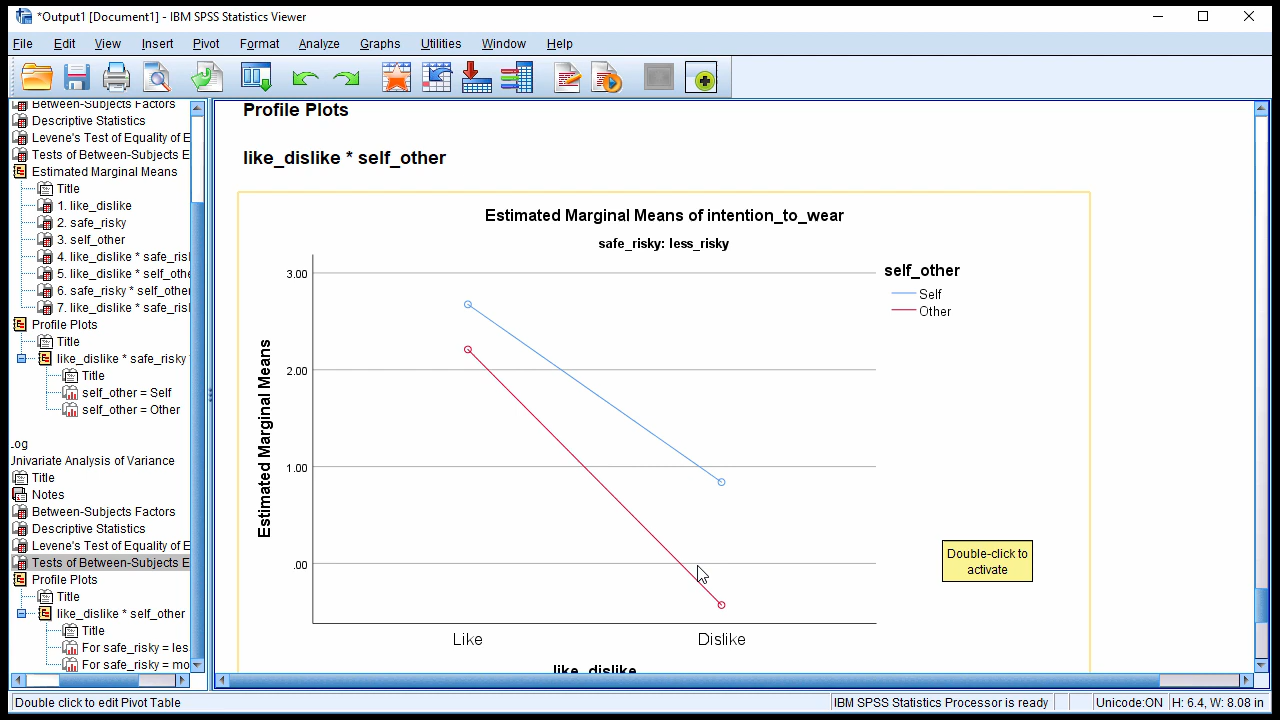 *Output1 [Document1] - IBM SPSS Statistics Viewer
File Edit View Insert Pivot Format Analyze Graphs Utilities Window Help
Between-Subjects Factors
Descriptive Statistics
Levene's Test of Equality of E
Tests of Between-Subjects E
Estimated Marginal Means
Title
1. like_dislike
2. safe_risky
3. self_other
4. like_dislike * safe_risl
5. like_dislike * self_othe
6. safe_risky * self_other
7. like_dislike * safe_risl
Profile Plots
Title
like_dislike * safe_risky
Title
self_other = Self
self_other = Other
Log
Univariate Analysis of Variance
Title
Notes
Between-Subjects Factors
Descriptive Statistics
Levene's Test of Equality of E
Tests of Between-Subjects E
Profile Plots
Title
like_dislike * self_other
Title
For safe_risky = les
For safe_risky = mo
Profile Plots
like_dislike * self_other
Estimated Marginal Means of intention_to_wear
safe_risky: less_risky
Estimated Marginal Means
3.00
2.00
1.00
.00
Like Dislike
like_dislike
self_other
Self
Other
Double-click to
activate
Double click to edit Pivot Table IBM SPSS Statistics Processor is ready Unicode:ON H: 6.4, W: 8.08 in